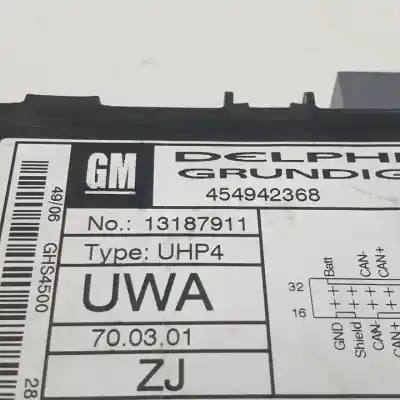 GM
DELPHI
GRUNDIG
454942368
No.: 13187911
Type: UHP4
UWA
70.03.01
ZJ
49/06 GHS4500
28
Batt CAN- CAN+
32
16
GND Shield CAN- CAN+